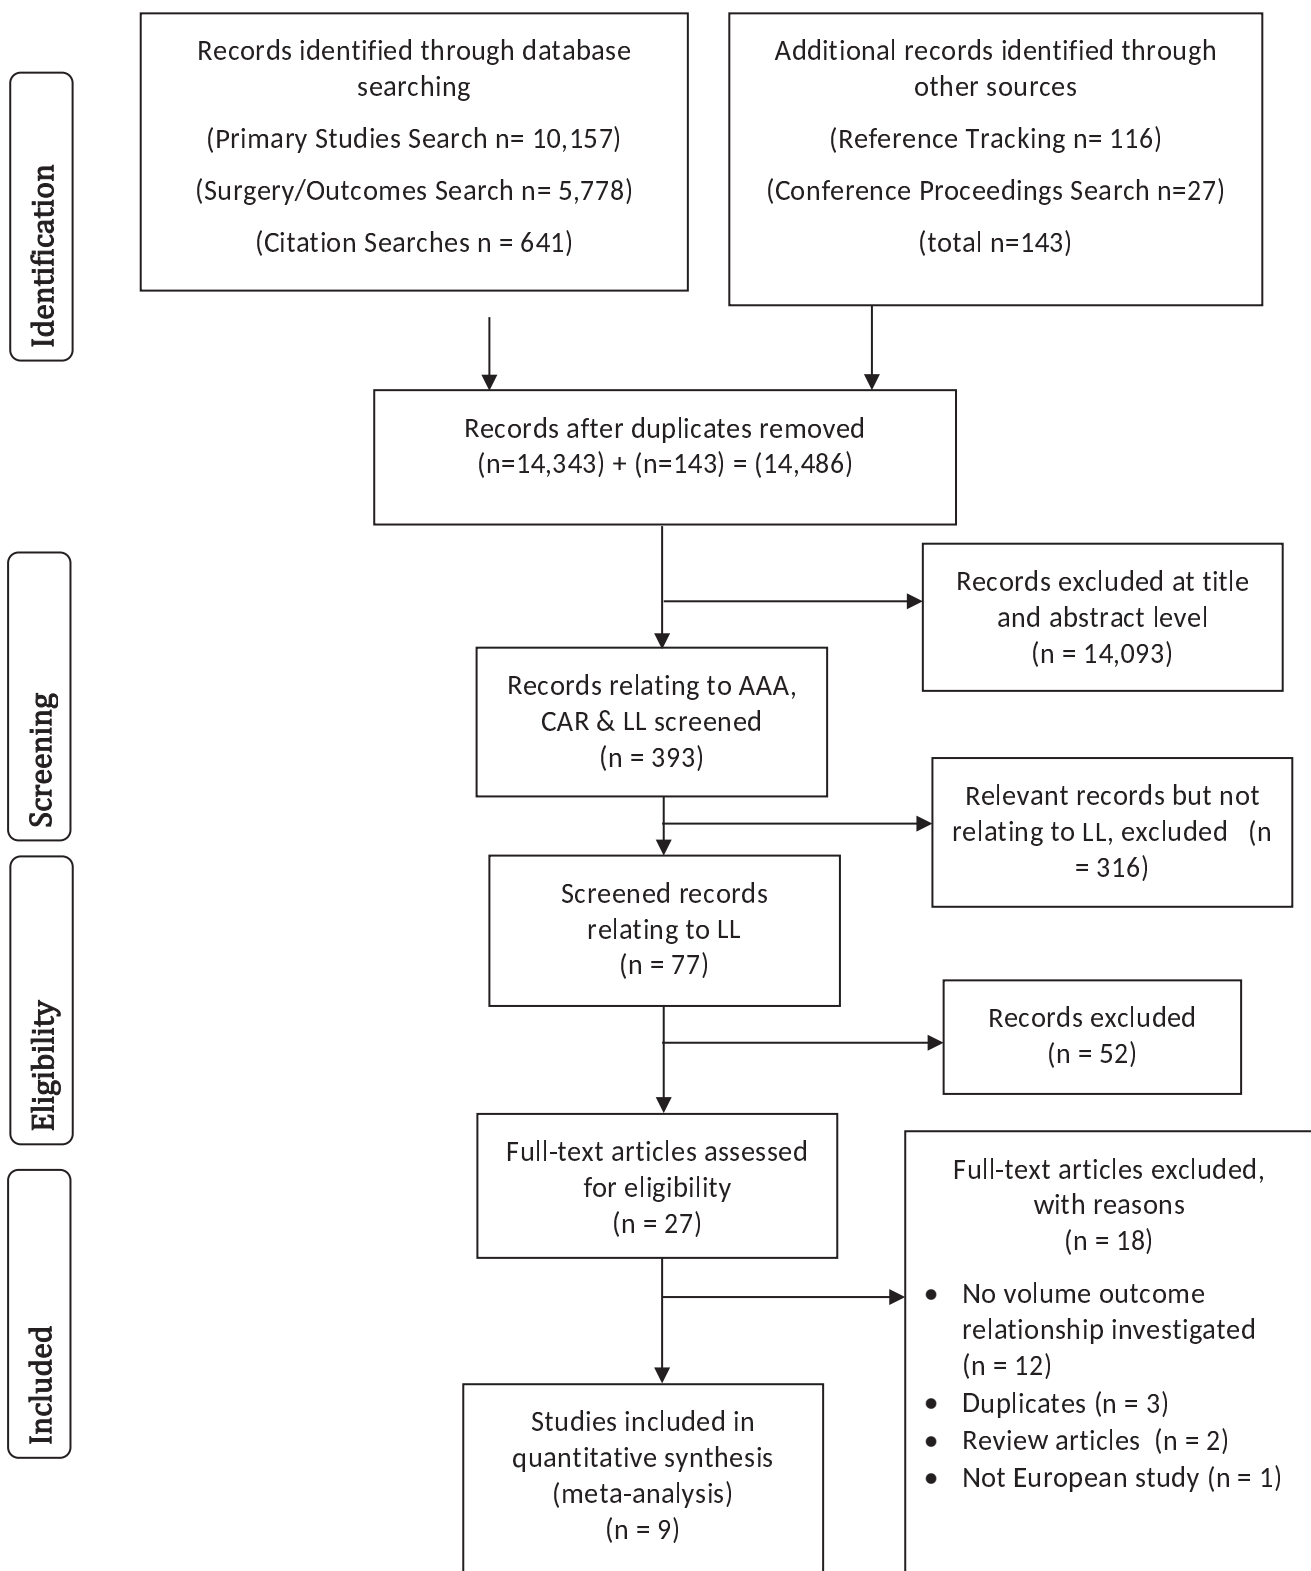 Identification
Records identified through database
searching
(Primary Studies Search n= 10,157)
(Surgery/Outcomes Search n= 5,778)
(Citation Searches n = 641)
Additional records identified through
other sources
(Reference Tracking n= 116)
(Conference Proceedings Search n=27)
(total n=143)
Records after duplicates removed
(n=14,343) + (n=143) = (14,486)
Screening
Records excluded at title
and abstract level
(n = 14,093)
Records relating to AAA,
CAR & LL screened
(n = 393)
Relevant records but not
relating to LL, excluded (n
= 316)
Eligibility
Screened records
relating to LL
(n = 77)
Records excluded
(n = 52)
Full-text articles assessed
for eligibility
(n = 27)
Full-text articles excluded,
with reasons
(n = 18)
• No volume outcome
relationship investigated
(n = 12)
• Duplicates (n = 3)
• Review articles (n = 2)
• Not European study (n = 1)
Included
Studies included in
quantitative synthesis
(meta-analysis)
(n = 9)